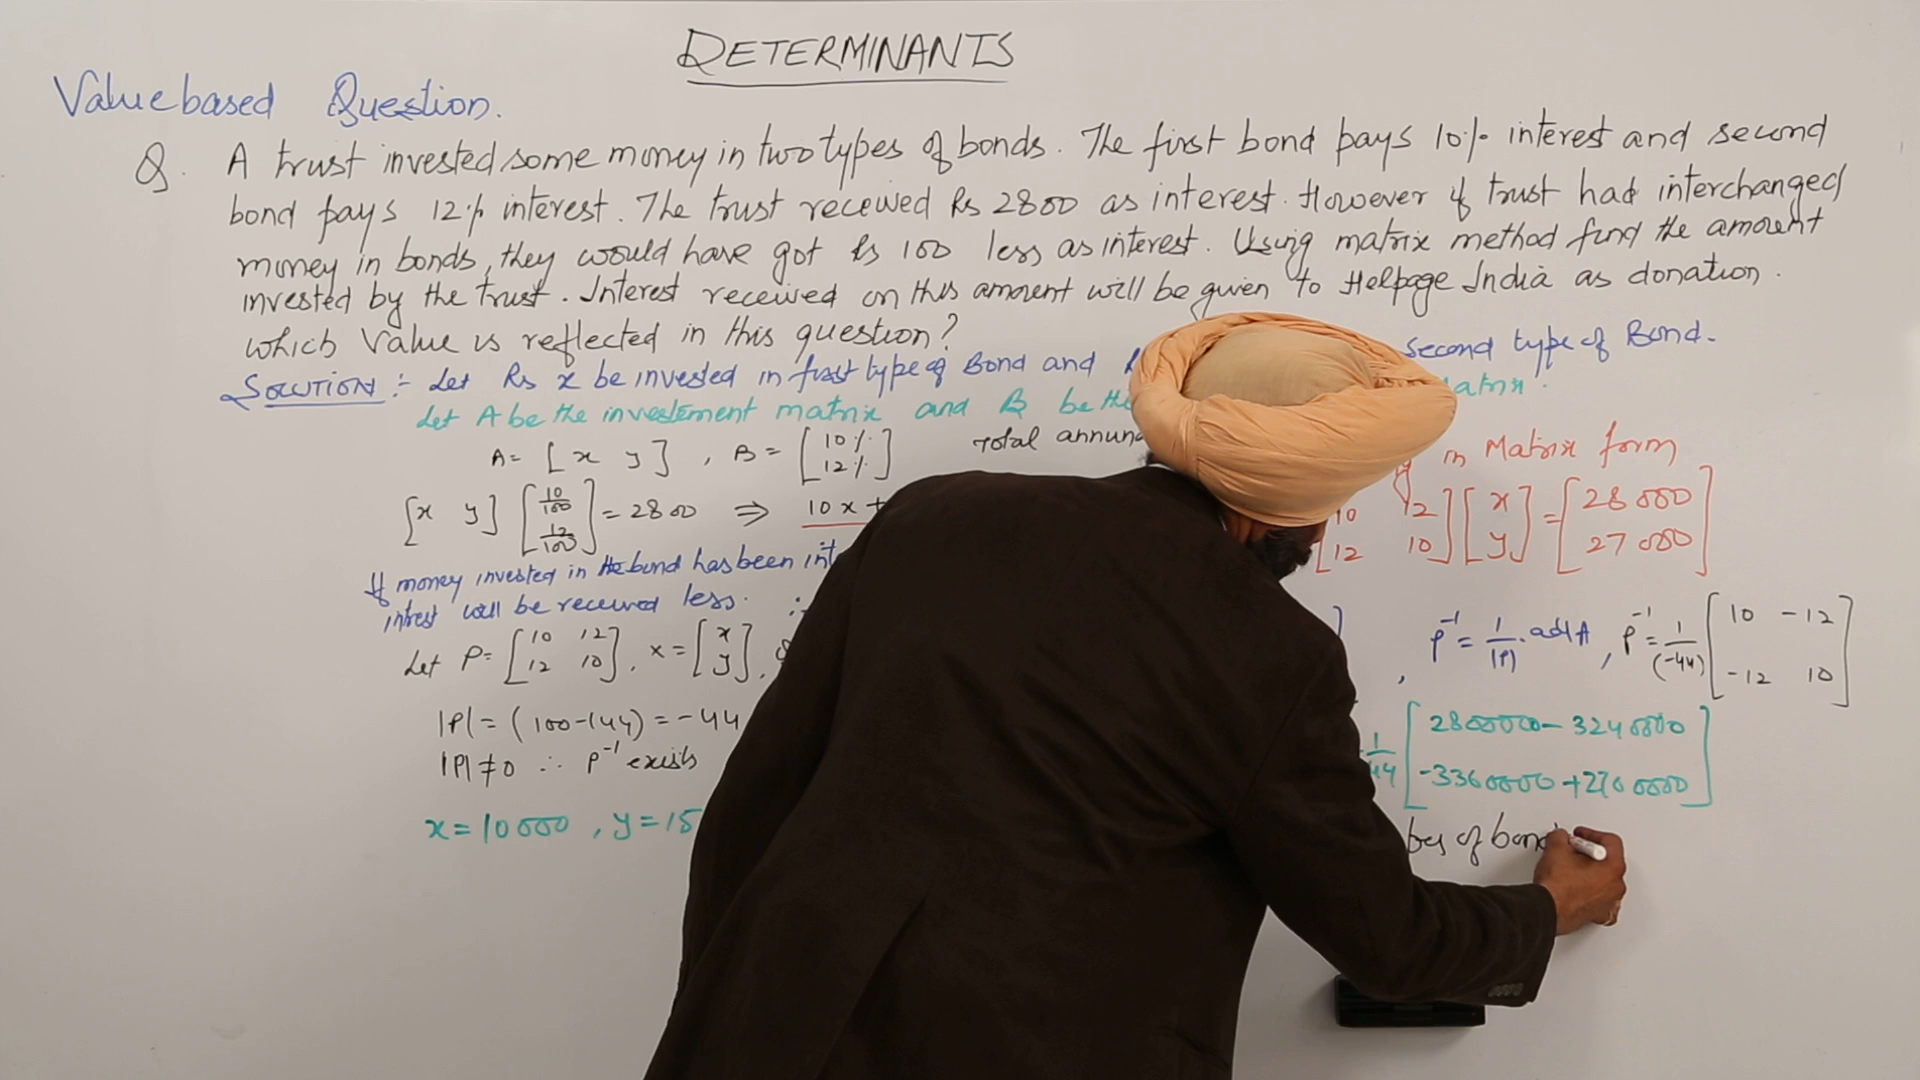 DETERMINANTS
Value based Question.
Q. A trust invested some money in two types of bonds. The first bond pays 10% interest and second
bond pays 12% interest. The trust received Rs 2800 as interest. However if trust had interchanged
money in bonds, they would have got Rs 100 less as interest. Using matrix method find the amount
invested by the trust. Interest received on this amount will be given to Helpage India as donation.
which value is reflected in this question?
SOLUTION :- Let Rs x be invested in first type of Bond and second type of Bond.
Let A be the investement matrix and B be the matrix.
A = [x y], B = [10% 12%] Total in Matrix form
[x y] [10/100 12/100] = 2800 ⇒ 10x + [10 12 12 10] [x y] = [28000 27000]
If money invested in the bond has been
intrest will be received less. :-
Let P = [10 12 12 10], x = [x y], , P⁻¹ = 1/|P| . adj A, P⁻¹ = 1/(-44) [10 -12 -12 10]
|P| = (100-144) = -44
|P| ≠ 0 ∴ P⁻¹ exists 1/44 [2800000 - 3240000 -3360000 + 2700000]
x = 10000, y = 15 of bond